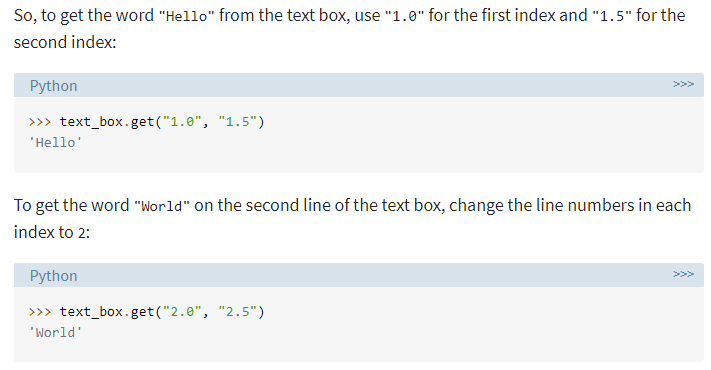 So, to get the word "Hello" from the text box, use "1.0" for the first index and "1.5" for the
second index:
Python >>>
>>> text_box.get("1.0", "1.5")
'Hello'
To get the word "World" on the second line of the text box, change the line numbers in each
index to 2:
Python >>>
>>> text_box.get("2.0", "2.5")
'World'